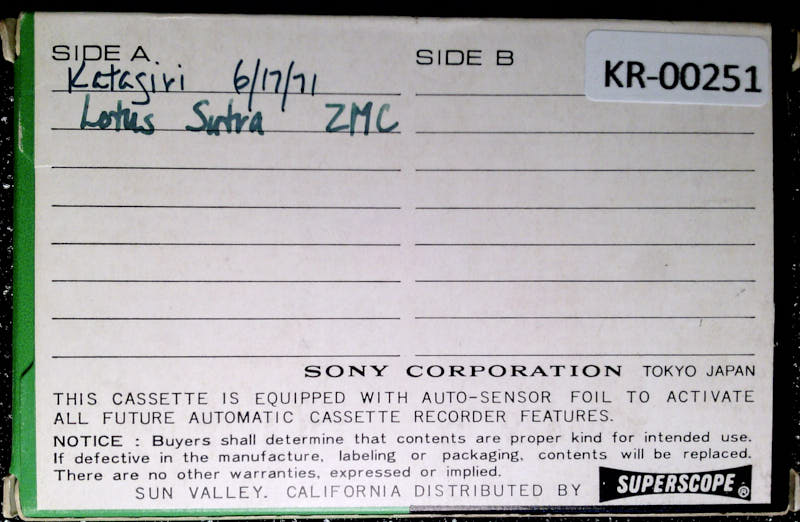 SIDE A.
SIDE B
KR-00251
Katagiri 6/17/71
Lotus Sutra ZMC
SONY CORPORATION TOKYO JAPAN
THIS CASSETTE IS EQUIPPED WITH AUTO-SENSOR FOIL TO ACTIVATE
ALL FUTURE AUTOMATIC CASSETTE RECORDER FEATURES.
NOTICE : Buyers shall determine that contents are proper kind for intended use.
If defective in the manufacture, labeling or packaging, contents will be replaced.
There are no other warranties, expressed or implied.
SUN VALLEY. CALIFORNIA DISTRIBUTED BY SUPERSCOPE®